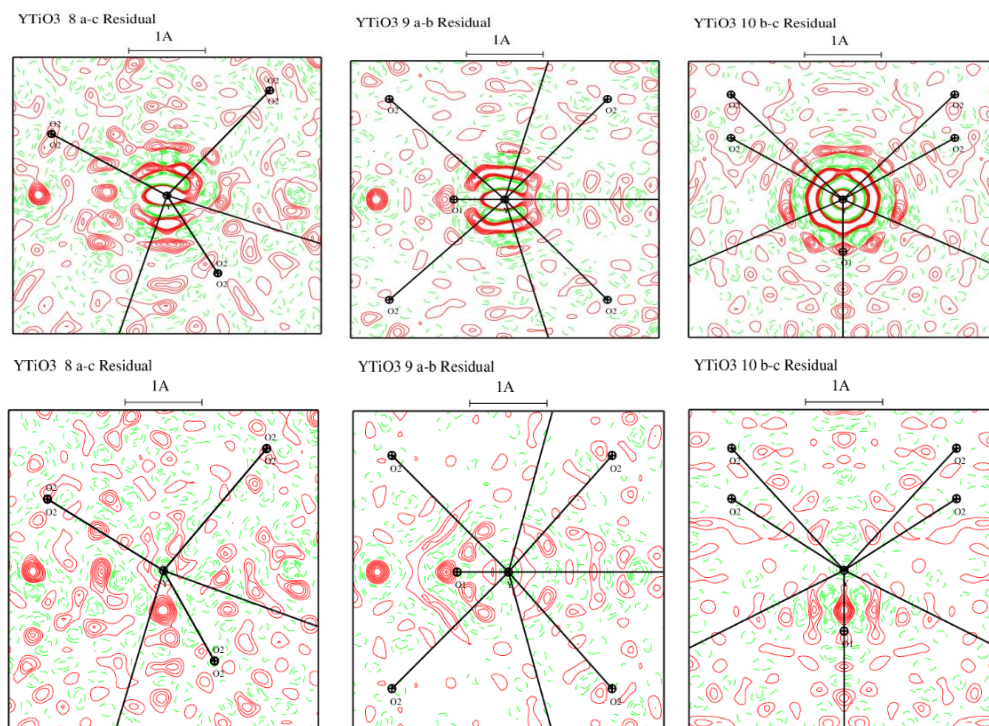 YTiO3 8 a-c Residual
1A
O2
O2
O2
O2
O2
O2
YTiO3 9 a-b Residual
1A
O2
O2
O1
O2
O2
YTiO3 10 b-c Residual
1A
O2
O2
O2
O2
O1
YTiO3 8 a-c Residual
1A
O2
O2
O2
O2
O2
O2
YTiO3 9 a-b Residual
1A
O2
O2
O1
Y
O2
O2
YTiO3 10 b-c Residual
1A
O2
O2
O2
O2
O1